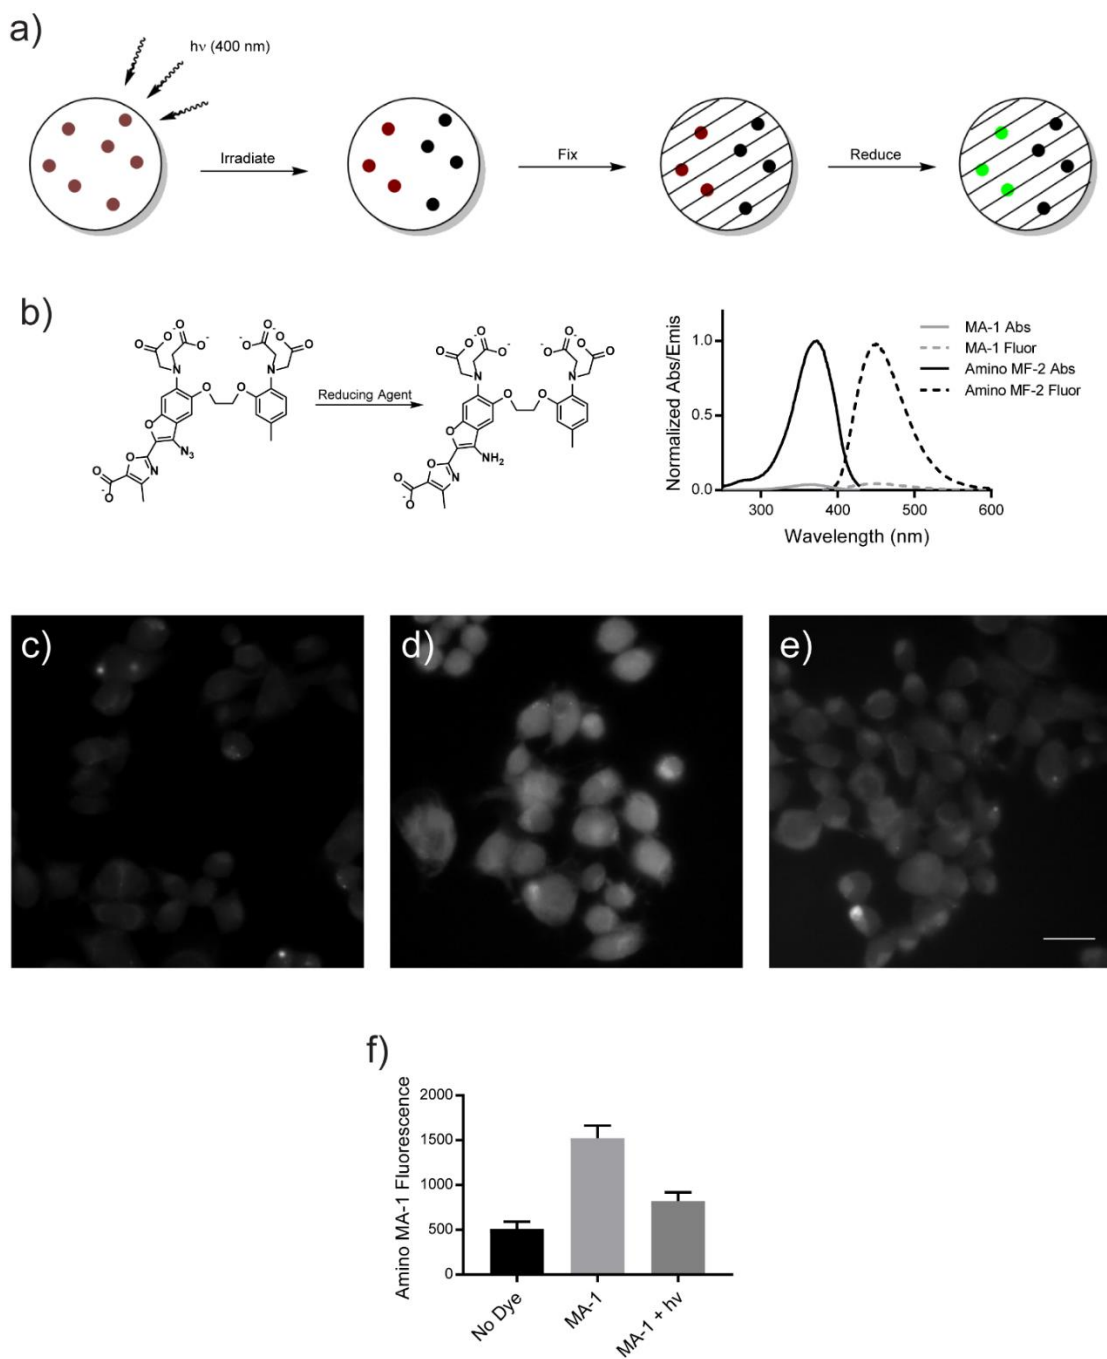 a)
hν (400 nm)
Irradiate
Fix
Reduce
b)
O O- O O- O- O O O-
N N
O O
O
N3
O O N
O-
Reducing Agent
O O- O O- O- O O O-
N N
O O
O
NH2
O O N
O-
Normalized Abs/Emis
1.0
0.5
0.0
300 400 500 600
Wavelength (nm)
MA-1 Abs
MA-1 Fluor
Amino MF-2 Abs
Amino MF-2 Fluor
c)
d)
e)
f)
Amino MA-1 Fluorescence
2000
1500
1000
500
0
No Dye
MA-1
MA-1 + hv